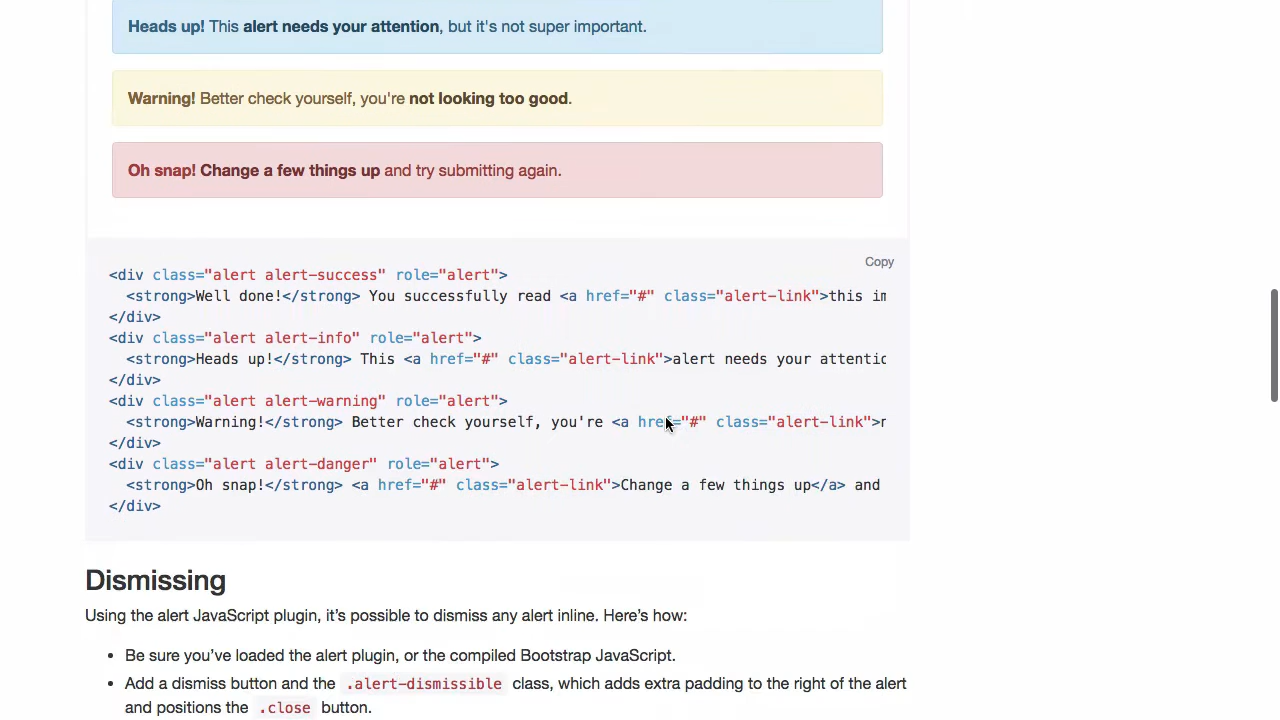 Heads up! This alert needs your attention, but it's not super important.
Warning! Better check yourself, you're not looking too good.
Oh snap! Change a few things up and try submitting again.
Copy
<div class="alert alert-success" role="alert">
  <strong>Well done!</strong> You successfully read <a href="#" class="alert-link">this im
</div>
<div class="alert alert-info" role="alert">
  <strong>Heads up!</strong> This <a href="#" class="alert-link">alert needs your attentio
</div>
<div class="alert alert-warning" role="alert">
  <strong>Warning!</strong> Better check yourself, you're <a href="#" class="alert-link">n
</div>
<div class="alert alert-danger" role="alert">
  <strong>Oh snap!</strong> <a href="#" class="alert-link">Change a few things up</a> and
</div>
Dismissing
Using the alert JavaScript plugin, it’s possible to dismiss any alert inline. Here’s how:
• Be sure you’ve loaded the alert plugin, or the compiled Bootstrap JavaScript.
• Add a dismiss button and the .alert-dismissible class, which adds extra padding to the right of the alert
and positions the .close button.